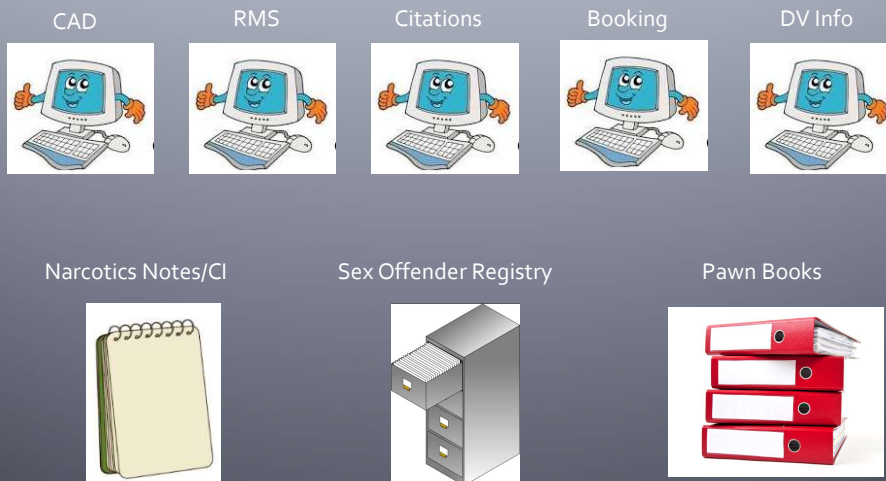 CAD
RMS
Citations
Booking
DV Info
Narcotics Notes/CI
Sex Offender Registry
Pawn Books